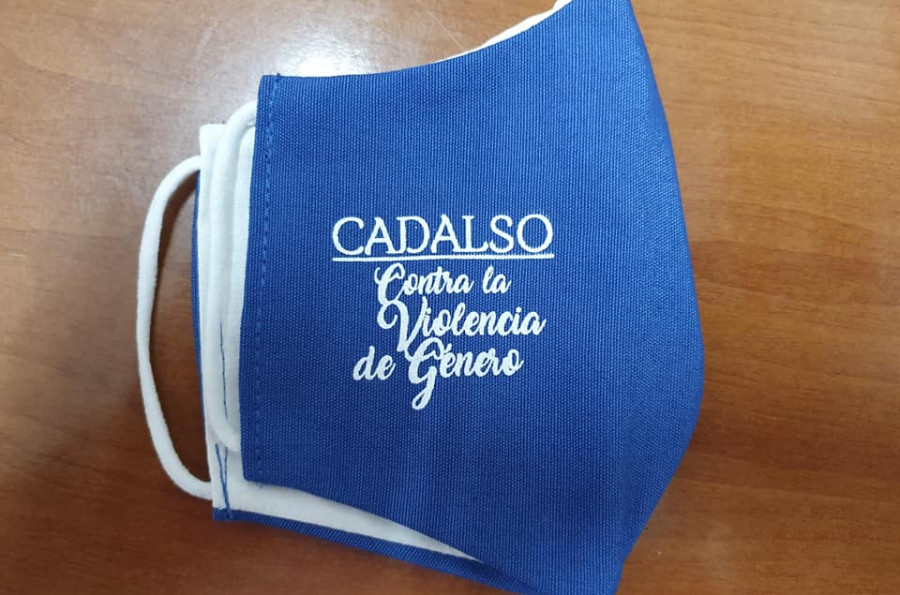 CADALSO
Contra la
Violencia
de Género